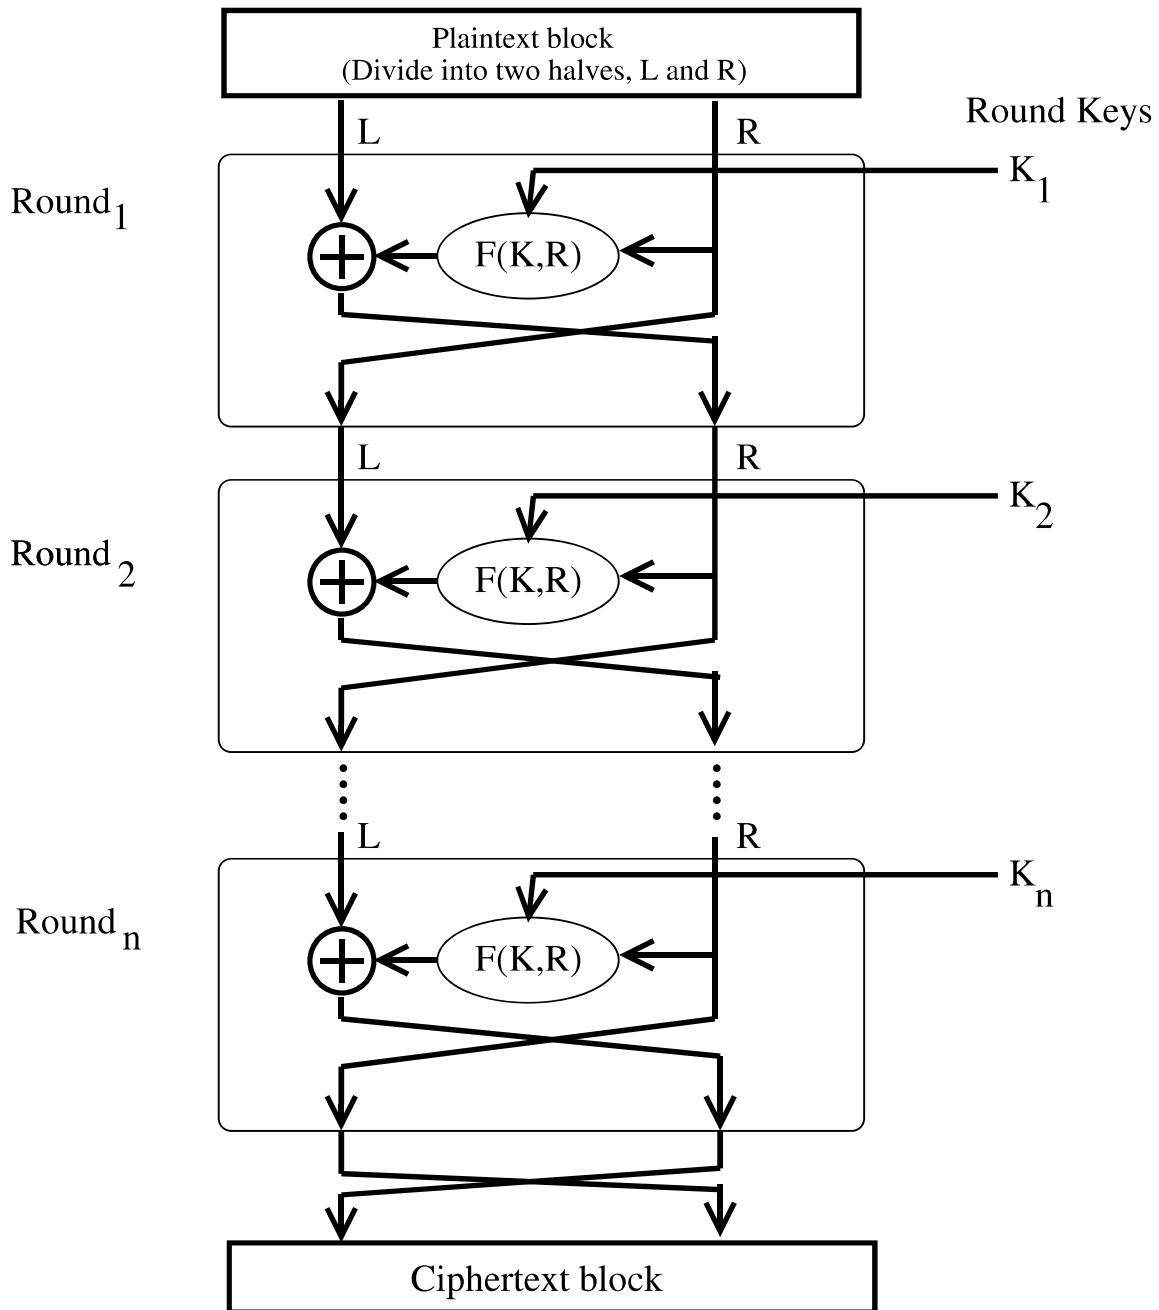 Plaintext block
(Divide into two halves, L and R)
Round Keys
L
R
K1
Round1
F(K,R)
L
R
K2
Round2
F(K,R)
L
R
Kn
Roundn
F(K,R)
Ciphertext block